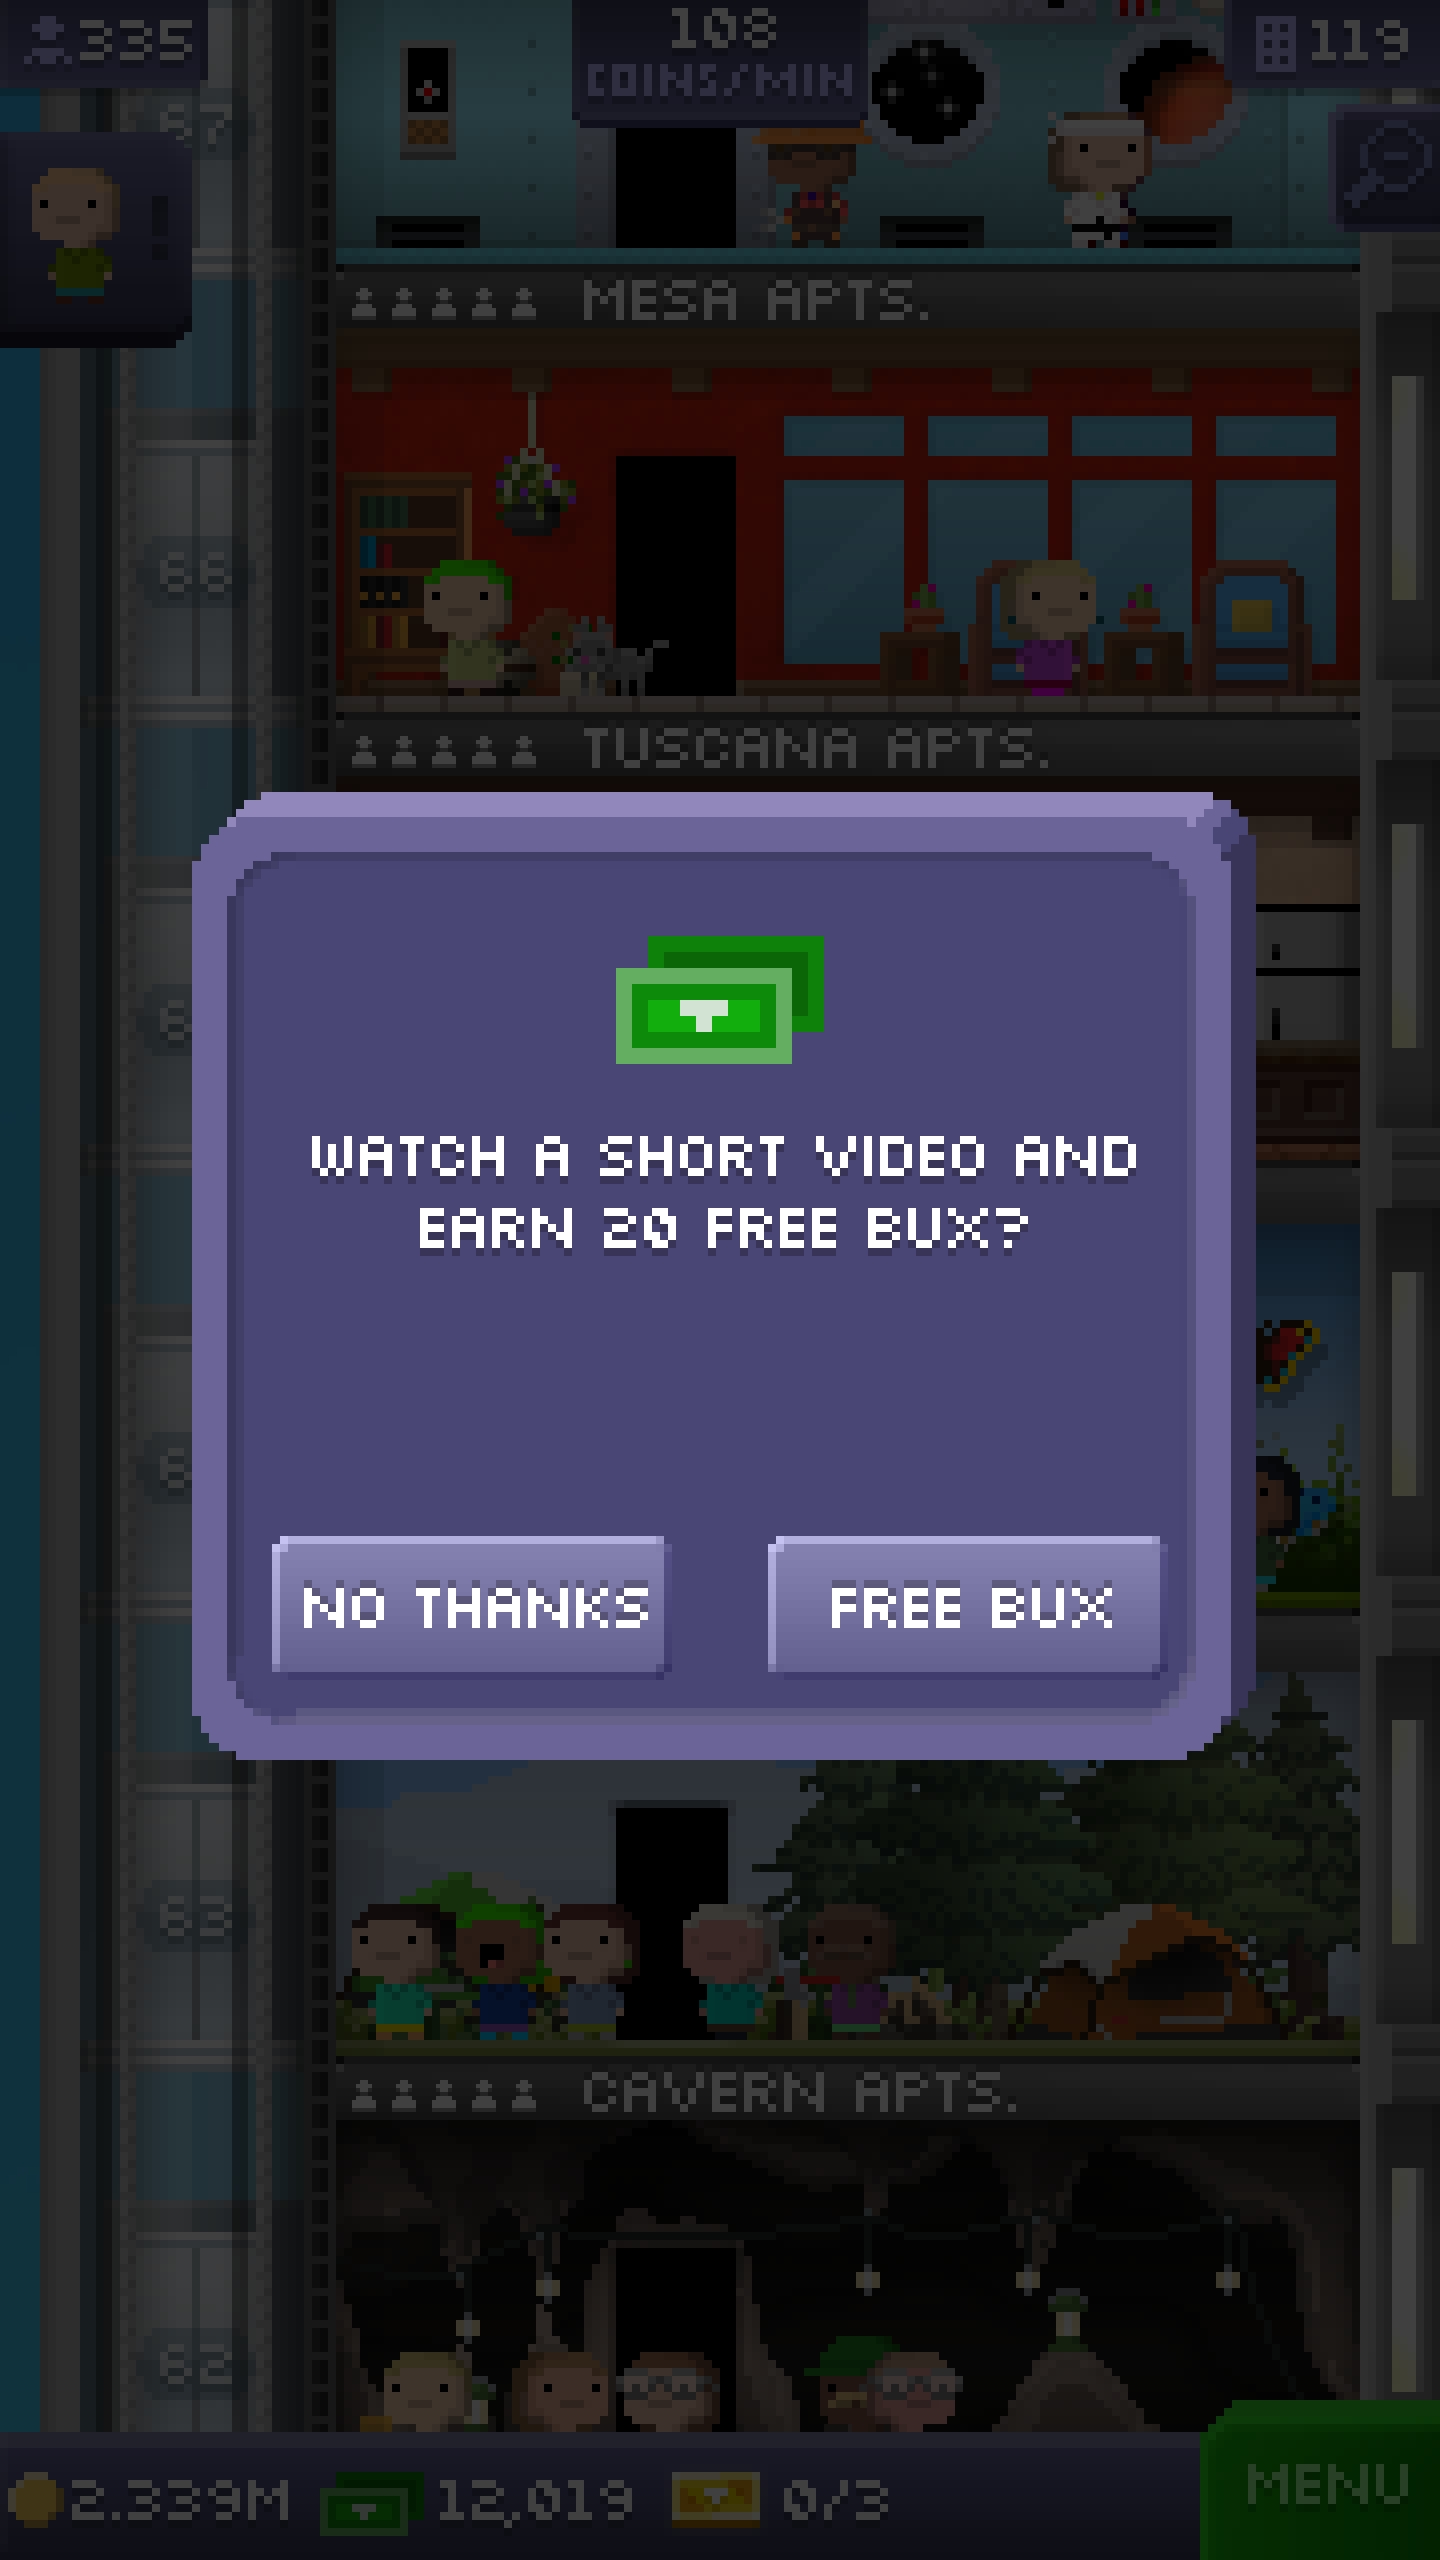 335
108
COINS/MIN
119
87
MESA APTS.
88
TUSCANA APTS.
WATCH A SHORT VIDEO AND
EARN 20 FREE BUX?
NO THANKS
FREE BUX
83
CAVERN APTS.
82
2.339M
12,019
0/3
MENU